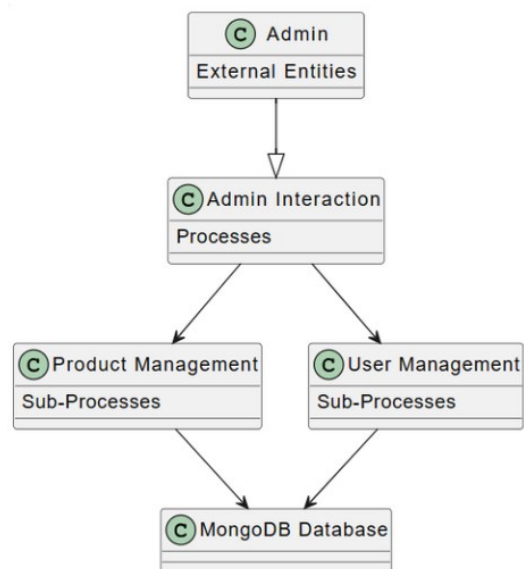 C Admin
External Entities
C Admin Interaction
Processes
C Product Management
Sub-Processes
C User Management
Sub-Processes
C MongoDB Database